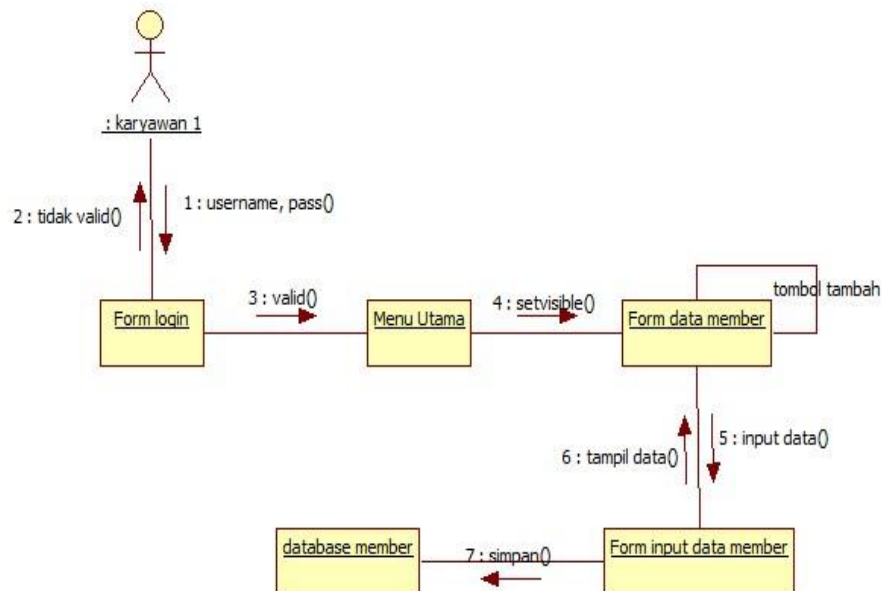 : karyawan 1
1 : username, pass()
2 : tidak valid()
3 : valid()
4 : setvisible()
tombol tambah
Form login
Menu Utama
Form data member
5 : input data()
6 : tampil data()
database member
7 : simpan()
Form input data member